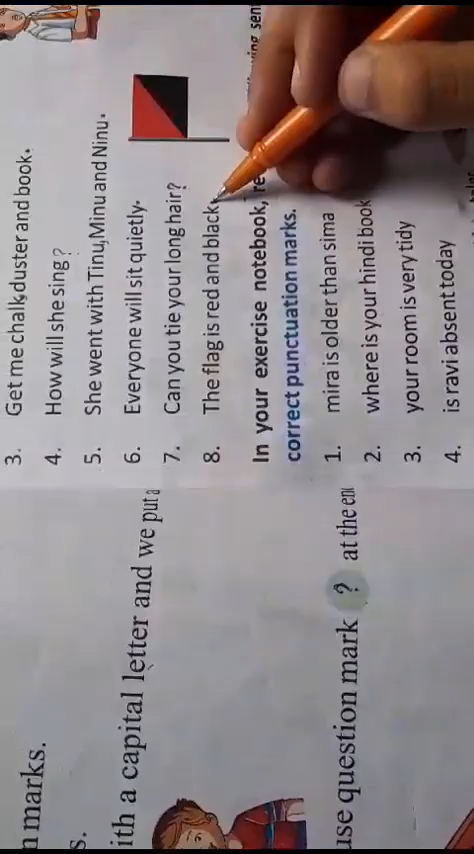 3. Get me chalk, duster and book.
4. How will she sing?
5. She went with Tinu, Minu and Ninu.
6. Everyone will sit quietly.
7. Can you tie your long hair?
8. The flag is red and black
In your exercise notebook,
correct punctuation marks.
1. mira is older than sima
2. where is your hindi book
3. your room is very tidy
4. is ravi absent today
marks.
ith a capital letter and we put a
use question mark ? at the